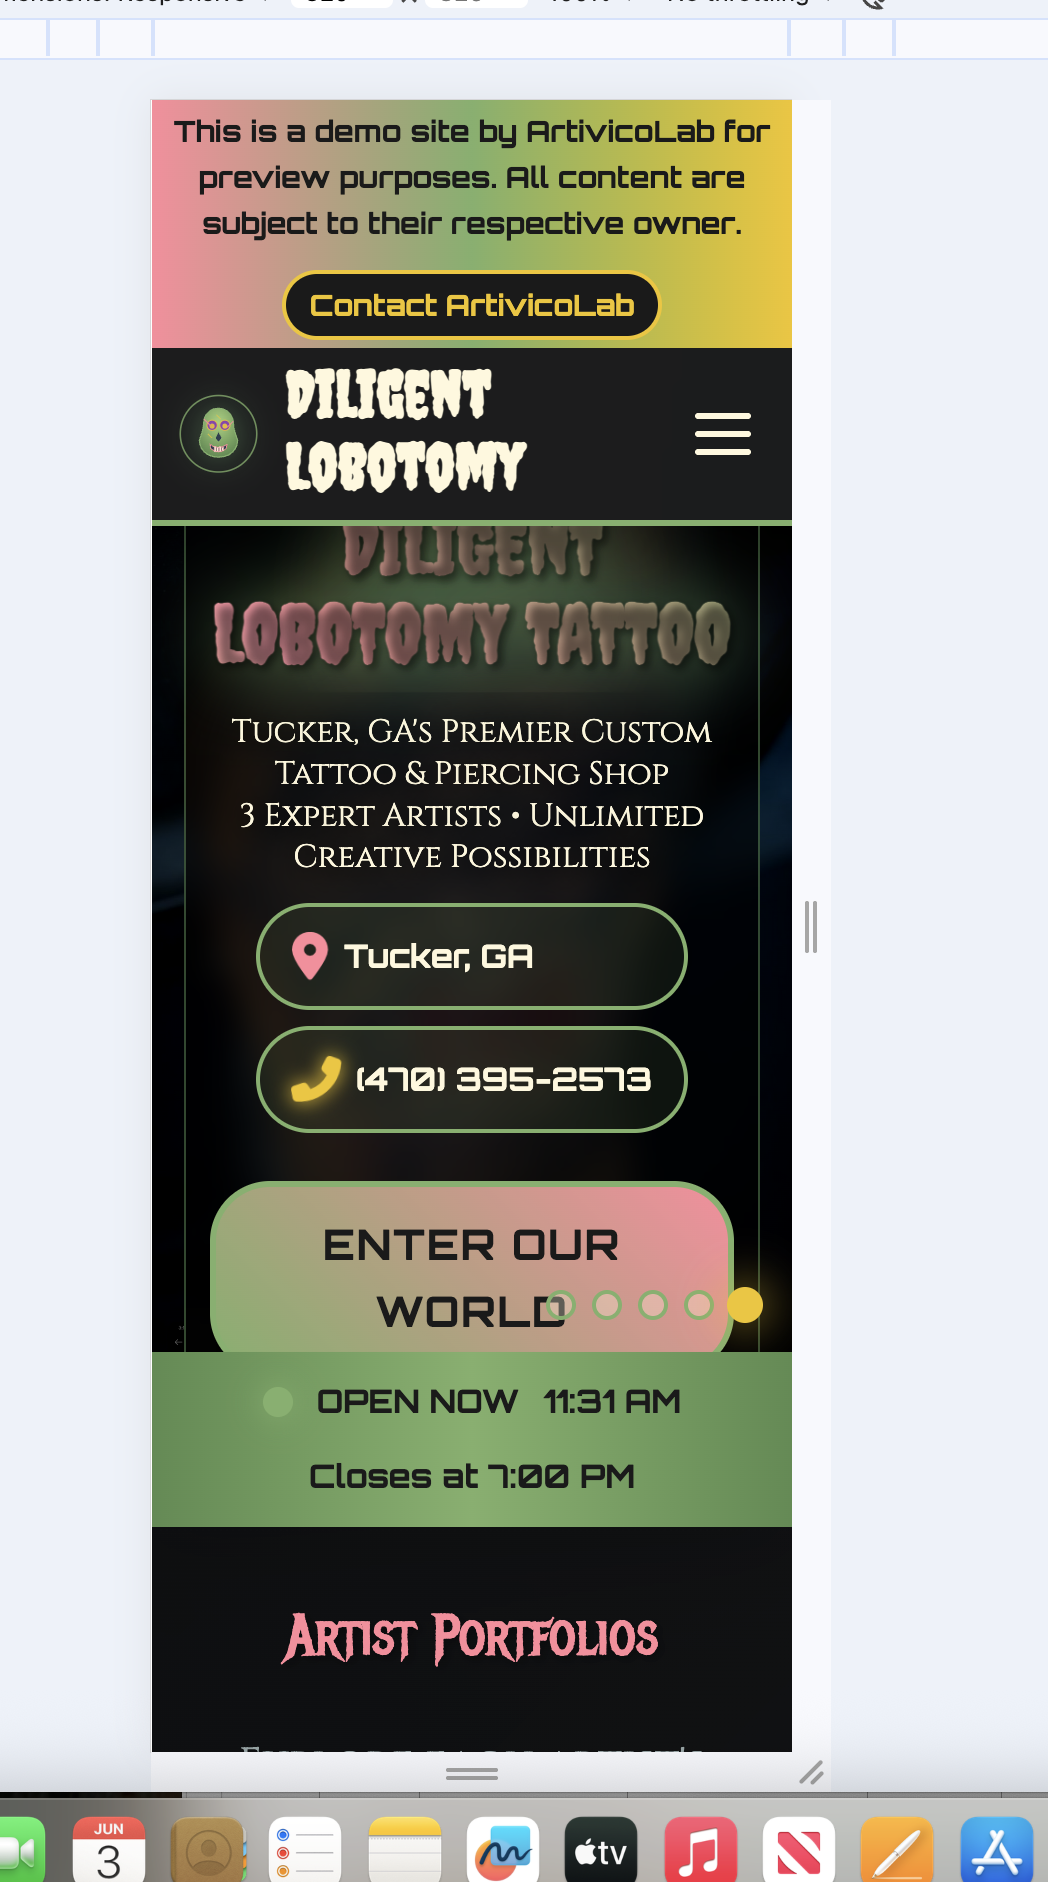 This is a demo site by ArtivicoLab for
preview purposes. All content are
subject to their respective owner.
Contact ArtivicoLab
DILIGENT
LOBOTOMY
DILIGENT
LOBOTOMY TATTOO
Tucker, GA's Premier Custom
Tattoo & Piercing Shop
3 Expert Artists • Unlimited
Creative Possibilities
Tucker, GA
(470) 395-2573
ENTER OUR
WORLD
OPEN NOW 11:31 AM
Closes at 7:00 PM
Artist Portfolios
JUN
3
tv